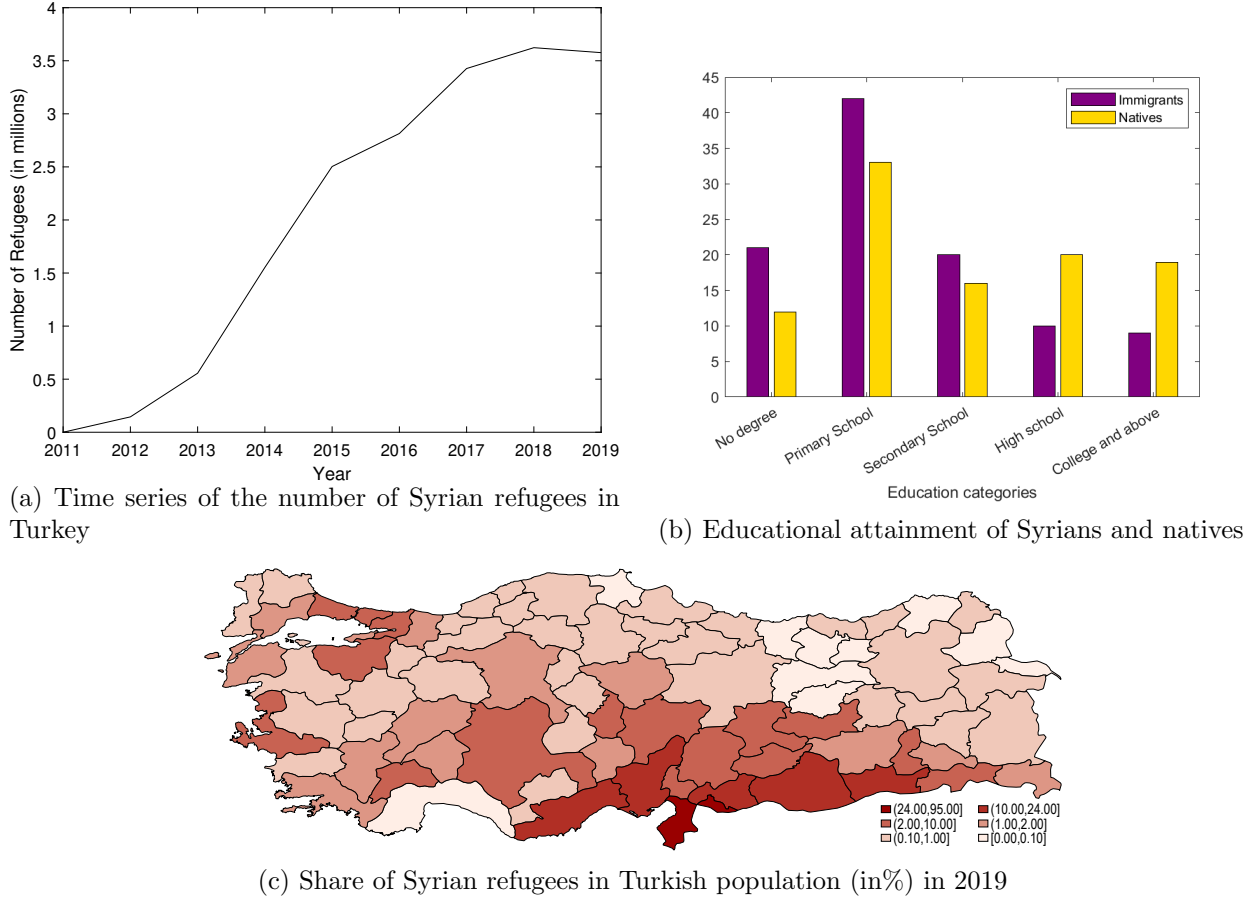 4
3.5
3
2.5
2
1.5
1
0.5
0
Number of Refugees (in millions)
2011 2012 2013 2014 2015 2016 2017 2018 2019
Year
(a) Time series of the number of Syrian refugees in
Turkey
45
40
35
30
25
20
15
10
5
0
Immigrants
Natives
No degree
Primary School
Secondary School
High school
College and above
Education categories
(b) Educational attainment of Syrians and natives
(24.00,95.00] (10.00,24.00]
(2.00,10.00] (1.00,2.00]
(0.10,1.00] [0.00,0.10]
(c) Share of Syrian refugees in Turkish population (in%) in 2019